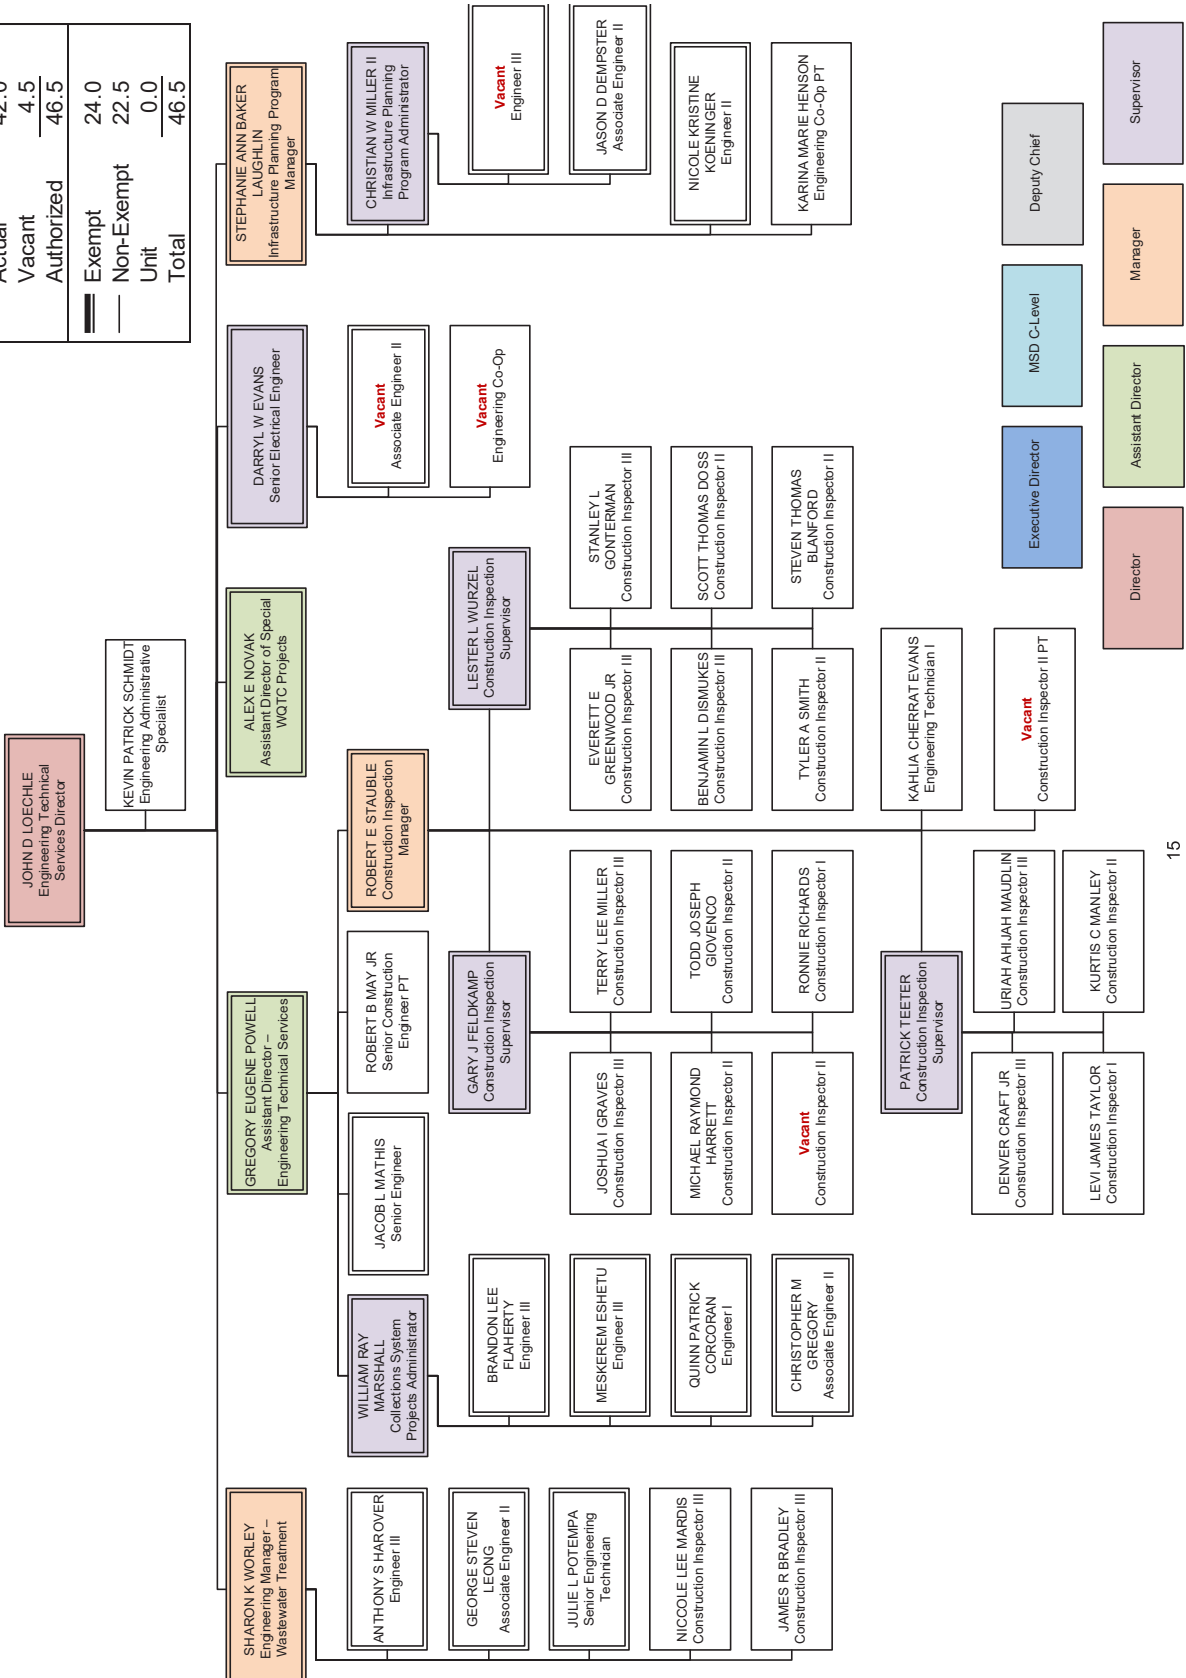 JOHN D LOECHLE
Engineering Technical
Services Director
KEVIN PATRICK SCHMIDT
Engineering Administrative
Specialist
Vacant
4.5
Authorized
46.5
Exempt
24.0
Non-Exempt
22.5
Unit
0.0
Total
46.5
SHARON K WORLEY
Engineering Manager –
Wastewater Treatment
GREGORY EUGENE POWELL
Assistant Director –
Engineering Technical Services
ALEX E NOVAK
Assistant Director of Special
WQTC Projects
DARRYL W EVANS
Senior Electrical Engineer
STEPHANIE ANN BAKER
LAUGHLIN
Infrastructure Planning Program
Manager
ANTHONY S HAROVER
Engineer III
GEORGE STEVEN
LEONG
Associate Engineer II
JULIE L POTEMPA
Senior Engineering
Technician
NICCOLE LEE MARDIS
Construction Inspector III
JAMES R BRADLEY
Construction Inspector III
WILLIAM RAY
MARSHALL
Collections System
Projects Administrator
JACOB L MATHIS
Senior Engineer
ROBERT B MAY JR
Senior Construction
Engineer PT
ROBERT E STAUBLE
Construction Inspection
Manager
BRANDON LEE
FLAHERTY
Engineer III
MESKEREM ESHETU
Engineer III
QUINN PATRICK
CORCORAN
Engineer I
CHRISTOPHER M
GREGORY
Associate Engineer II
GARY J FELDKAMP
Construction Inspection
Supervisor
JOSHUA I GRAVES
Construction Inspector III
TERRY LEE MILLER
Construction Inspector III
MICHAEL RAYMOND
HARRETT
Construction Inspector II
TODD JOSEPH
GIOVENCO
Construction Inspector II
Vacant
Construction Inspector II
RONNIE RICHARDS
Construction Inspector I
LESTER L WURZEL
Construction Inspection
Supervisor
EVERETT E
GREENWOOD JR
Construction Inspector III
STANLEY L
GONTERMAN
Construction Inspector III
BENJAMIN L DISMUKES
Construction Inspector III
SCOTT THOMAS DOSS
Construction Inspector II
TYLER A SMITH
Construction Inspector II
STEVEN THOMAS
BLANFORD
Construction Inspector II
PATRICK TEETER
Construction Inspection
Supervisor
KAHLIA CHERRAT EVANS
Engineering Technician I
DENVER CRAFT JR
Construction Inspector III
URIAH AHIJAH MAUDLIN
Construction Inspector III
LEVI JAMES TAYLOR
Construction Inspector I
KURTIS C MANLEY
Construction Inspector II
Vacant
Construction Inspector II PT
Vacant
Associate Engineer II
Vacant
Engineering Co-Op
CHRISTIAN W MILLER II
Infrastructure Planning
Program Administrator
Vacant
Engineer III
JASON D DEMPSTER
Associate Engineer II
NICOLE KRISTINE
KOENINGER
Engineer II
KARINA MARIE HENSON
Engineering Co-Op PT
Executive Director
MSD C-Level
Deputy Chief
Director
Assistant Director
Manager
Supervisor
15